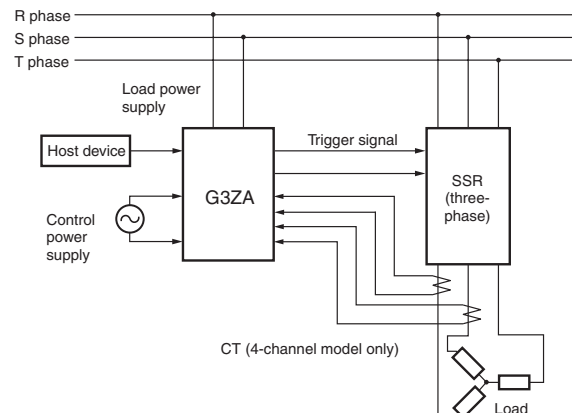 R phase
S phase
T phase
Load power
supply
Trigger signal
Host device
G3ZA
SSR
(three-
phase)
Control
power
supply
CT (4-channel model only)
Load